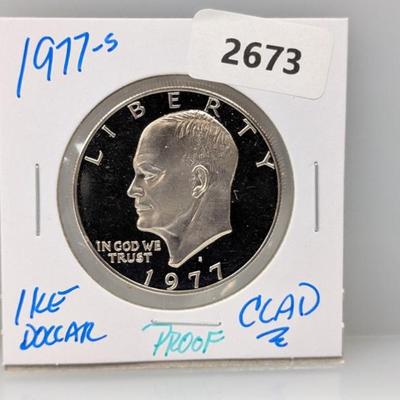 1977-s
2673
LIBERTY
IN GOD WE
TRUST
S
1977
IKE
DOLLAR
PROOF
CLAD